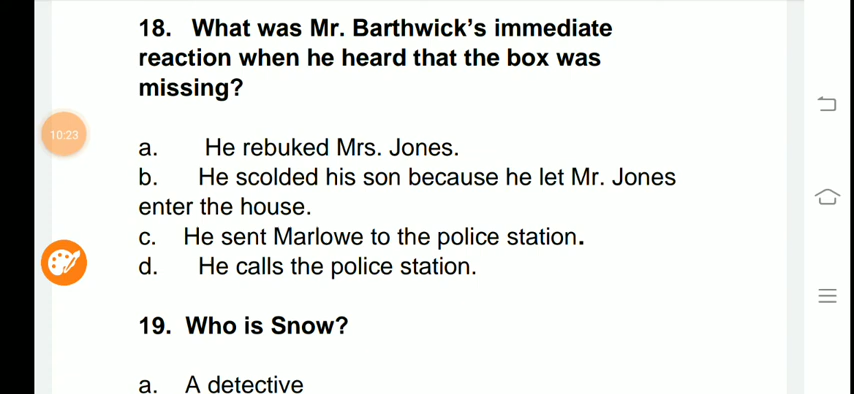 18. What was Mr. Barthwick's immediate
reaction when he heard that the box was
missing?
10:23
a. He rebuked Mrs. Jones.
b. He scolded his son because he let Mr. Jones
enter the house.
c. He sent Marlowe to the police station.
d. He calls the police station.
19. Who is Snow?
a. A detective